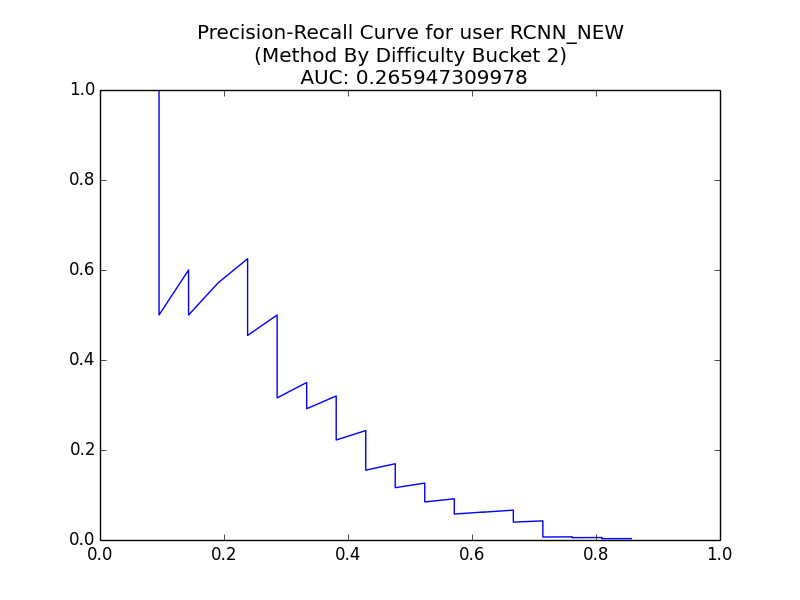 Precision-Recall Curve for user RCNN_NEW
(Method By Difficulty Bucket 2)
AUC: 0.265947309978
1.0
0.8
0.6
0.4
0.2
0.0
0.0 0.2 0.4 0.6 0.8 1.0